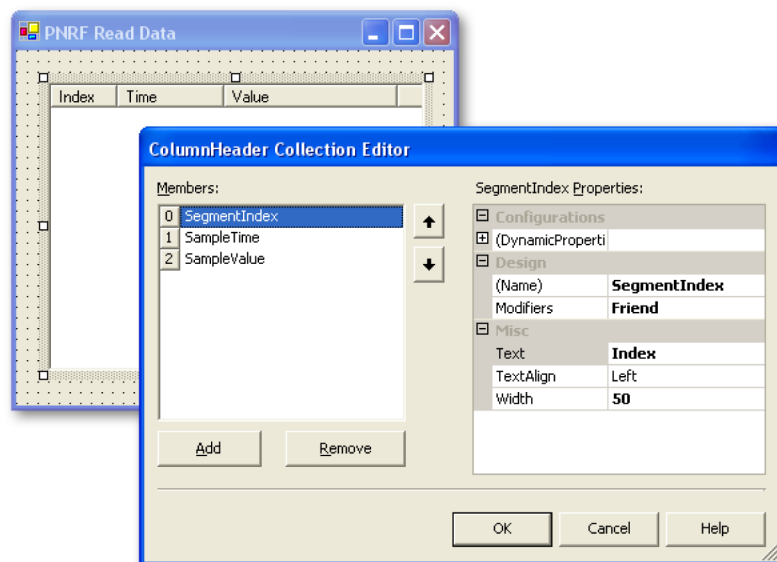 PNRF Read Data
Index Time Value
ColumnHeader Collection Editor
Members:
0 SegmentIndex
1 SampleTime
2 SampleValue
Add Remove
SegmentIndex Properties:
Configurations
(DynamicProperti
Design
(Name) SegmentIndex
Modifiers Friend
Misc
Text Index
TextAlign Left
Width 50
OK Cancel Help